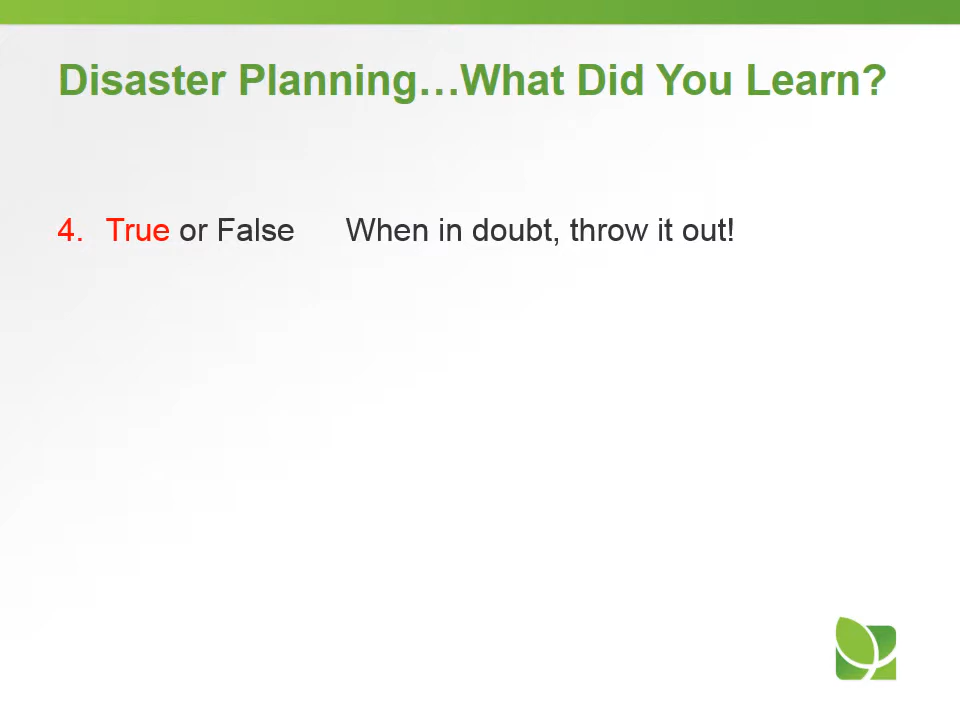 Disaster Planning…What Did You Learn?
4. True or False When in doubt, throw it out!